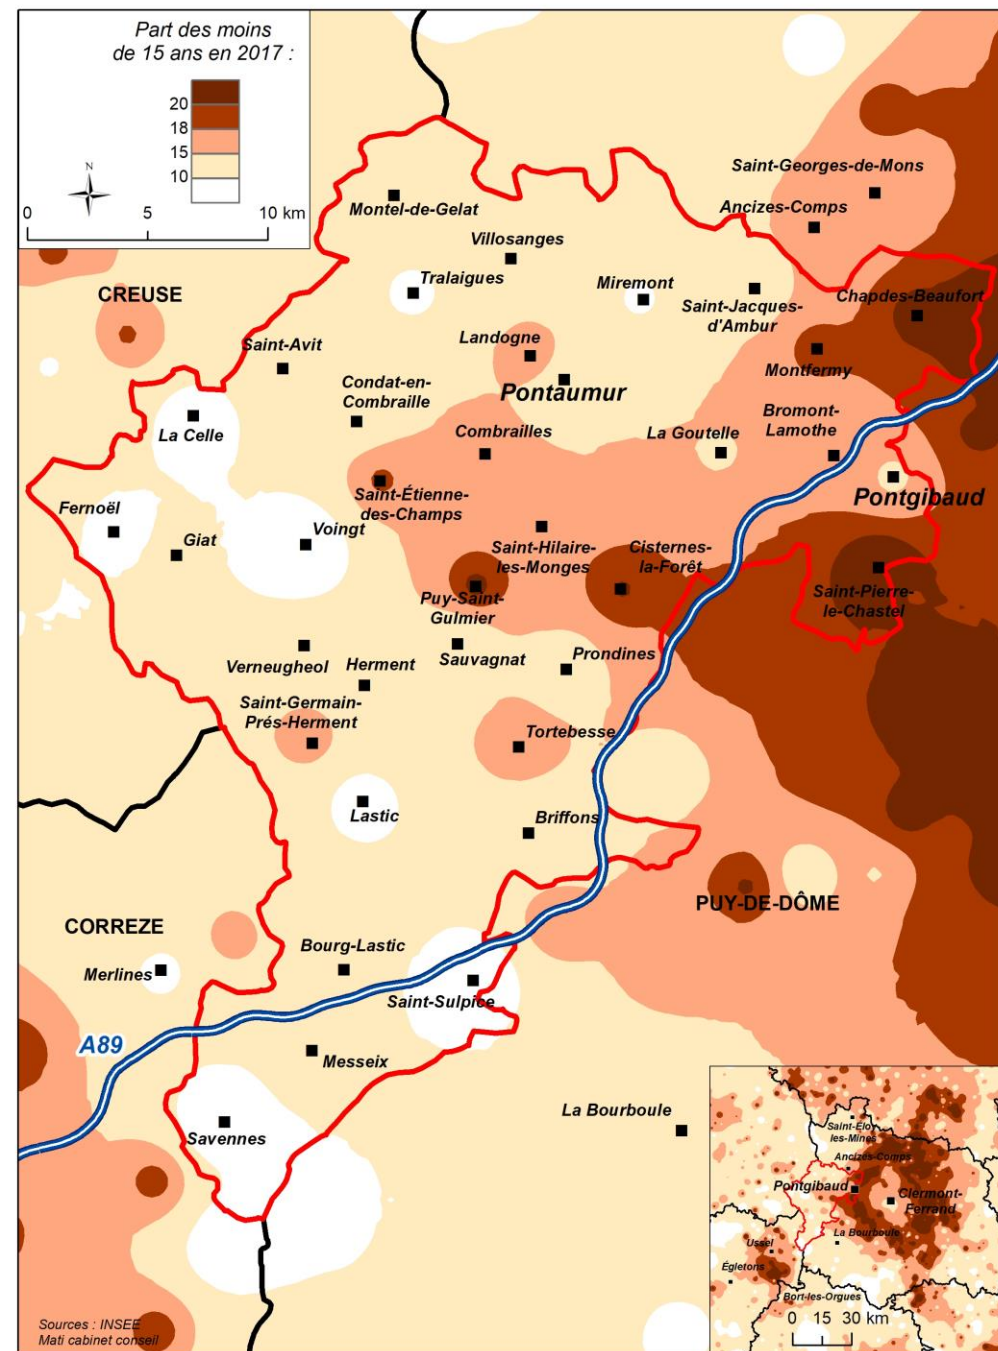 Part des moins
de 15 ans en 2017 :
20
18
15
10
N
0 5 10 km
Saint-Georges-de-Mons
Ancizes-Comps
Montel-de-Gelat
Villosanges
Tralaigues
Miremont
CREUSE
Saint-Jacques-
d'Ambur
Chapdes-Beaufort
Saint-Avit
Landogne
Montfermy
Condat-en-
Combraille
Pontaumur
Bromont-
Lamothe
La Celle
Combrailles
La Goutelle
Saint-Étienne-
des-Champs
Pontgibaud
Fernoël
Giat
Voingt
Saint-Hilaire-
les-Monges
Cisternes-
la-Forêt
Puy-Saint-
Gulmier
Saint-Pierre-
le-Chastel
Verneugheol
Herment
Sauvagnat
Prondines
Saint-Germain-
Prés-Herment
Tortebesse
Lastic
Briffons
PUY-DE-DÔME
CORREZE
Merlines
Bourg-Lastic
Saint-Sulpice
A89
Messeix
Savennes
La Bourboule
Saint-Élo
les-Mines
Ancizes-Comps
Pontgibaud
Clermont-
Ferrand
La Bourboule
Ussel
Égletons
Bort-les-Orgues
0 15 30 km
Sources : INSEE
Mati cabinet conseil